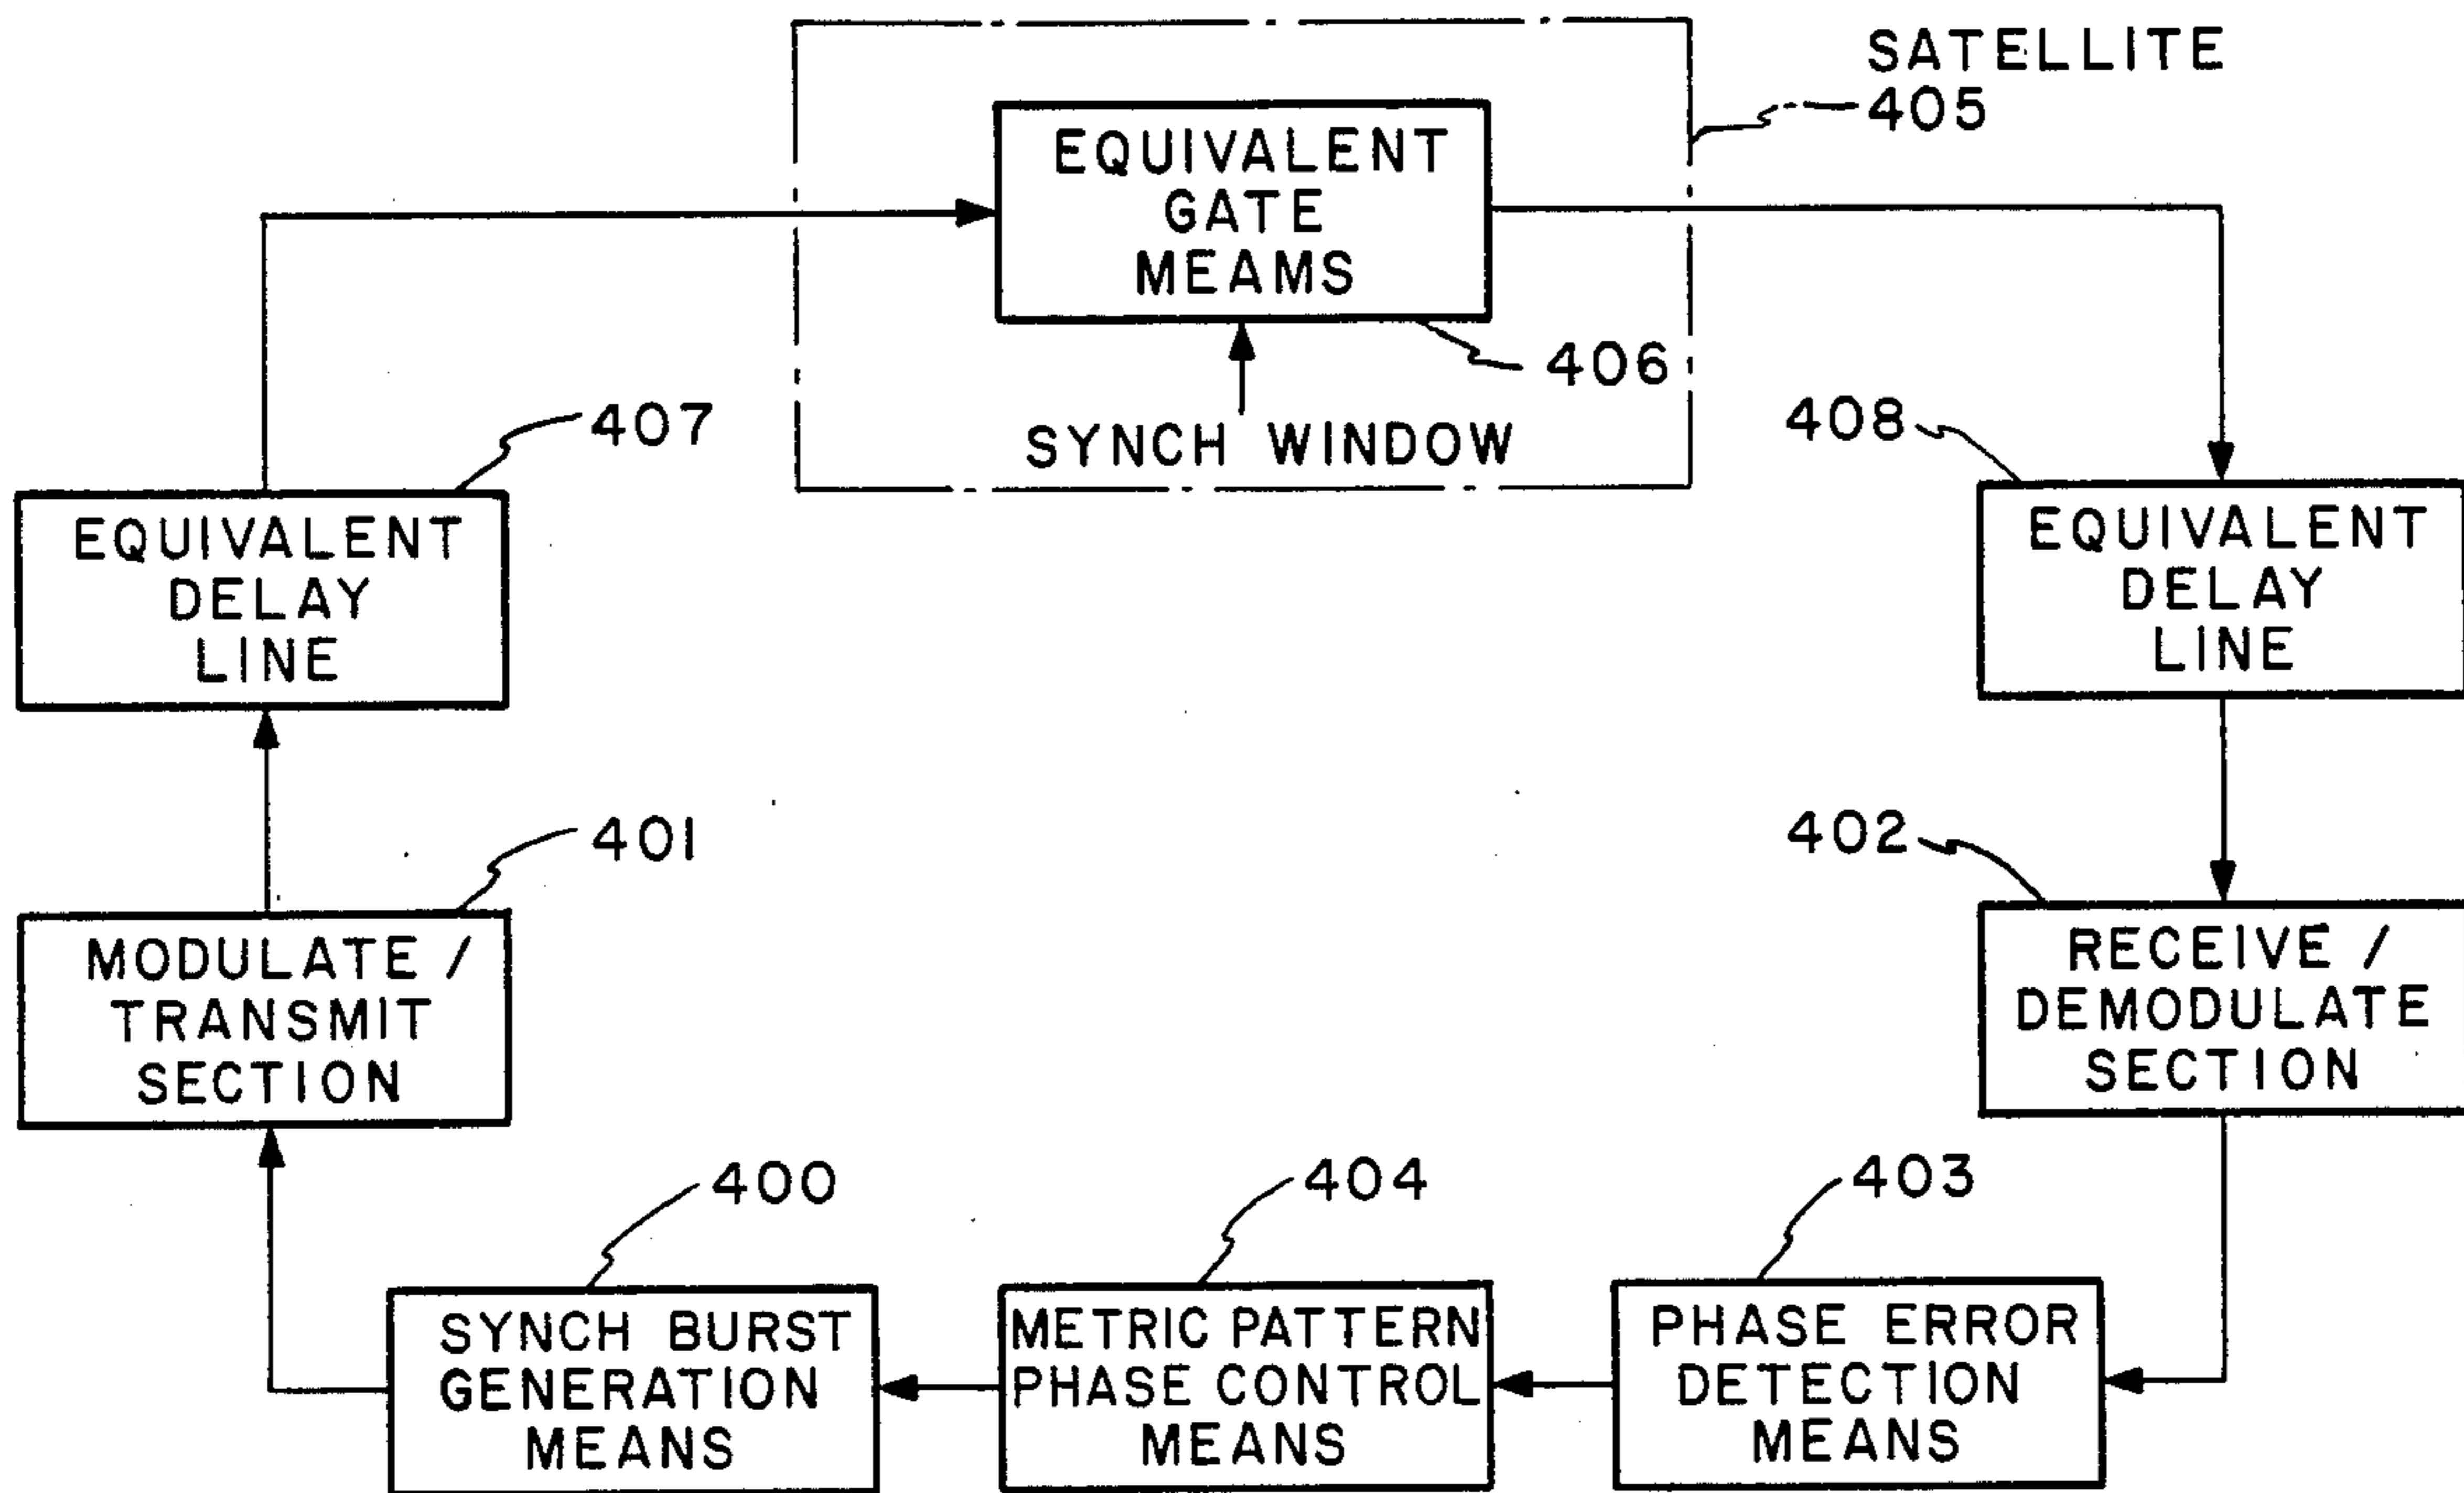 SATELLITE
405
EQUIVALENT
GATE
MEAMS
406
SYNCH WINDOW
407
408
EQUIVALENT
DELAY
LINE
EQUIVALENT
DELAY
LINE
401
402
MODULATE /
TRANSMIT
SECTION
RECEIVE /
DEMODULATE
SECTION
400
404
403
SYNCH BURST
GENERATION
MEANS
METRIC PATTERN
PHASE CONTROL
MEANS
PHASE ERROR
DETECTION
MEANS